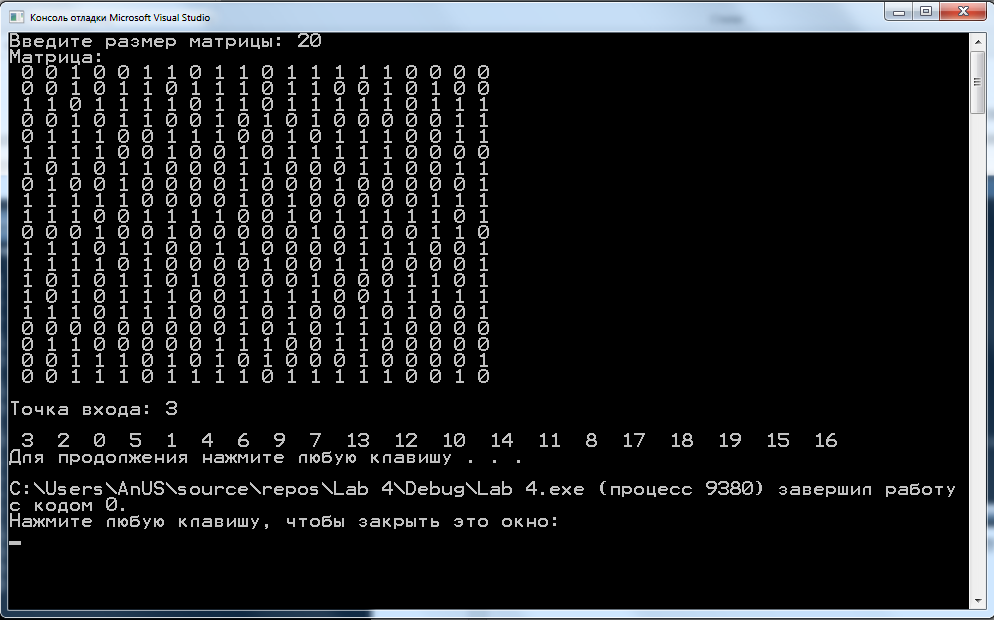 Консоль отладки Microsoft Visual Studio
Введите размер матрицы: 20
Матрица:
0 0 1 0 0 1 1 0 1 1 0 1 1 1 1 1 0 0 0 0
0 0 1 0 1 1 0 1 1 1 0 1 1 0 0 1 0 1 0 0
1 1 0 1 1 1 1 0 1 1 0 1 1 1 1 1 0 1 1 1
0 0 1 0 1 1 0 0 1 0 1 0 1 0 0 0 0 0 1 1
0 1 1 1 0 0 1 1 1 0 0 1 0 1 1 1 0 0 1 1
1 1 1 1 0 0 1 0 0 1 0 1 1 1 1 1 0 0 0 0
1 0 1 0 1 1 0 0 0 1 1 0 0 0 1 1 0 0 1 1
0 1 0 0 1 0 0 0 0 1 0 0 0 1 0 0 0 0 0 1
1 1 1 1 1 0 0 0 0 1 0 1 0 0 0 0 0 1 1 1
1 1 1 0 0 1 1 1 1 0 0 1 0 1 1 1 1 1 0 1
0 0 0 1 0 0 1 0 0 0 0 0 1 0 1 0 0 1 1 0
1 1 1 0 1 1 0 0 1 1 0 0 0 0 1 1 1 0 0 1
1 1 1 1 0 1 0 0 0 0 1 0 0 1 1 0 0 0 0 1
1 0 1 0 1 1 0 1 0 1 0 0 1 0 0 0 1 1 0 1
1 0 1 0 1 1 1 0 0 1 1 1 1 0 0 1 1 1 1 1
1 1 1 0 1 1 1 0 0 1 0 1 0 0 1 0 1 0 0 1
0 0 0 0 0 0 0 0 0 1 0 1 0 1 1 1 0 0 0 0
0 1 1 0 0 0 0 0 1 1 1 0 0 1 1 0 0 0 0 0
0 0 1 1 1 0 1 0 1 0 1 0 0 0 1 0 0 0 0 1
0 0 1 1 1 0 1 1 1 1 0 1 1 1 1 1 0 0 1 0
Точка входа: 3
3 2 0 5 1 4 6 9 7 13 12 10 14 11 8 17 18 19 15 16
Для продолжения нажмите любую клавишу . . .
C:\Users\AnUS\source\repos\Lab 4\Debug\Lab 4.exe (процесс 9380) завершил работу
с кодом 0.
Нажмите любую клавишу, чтобы закрыть это окно: